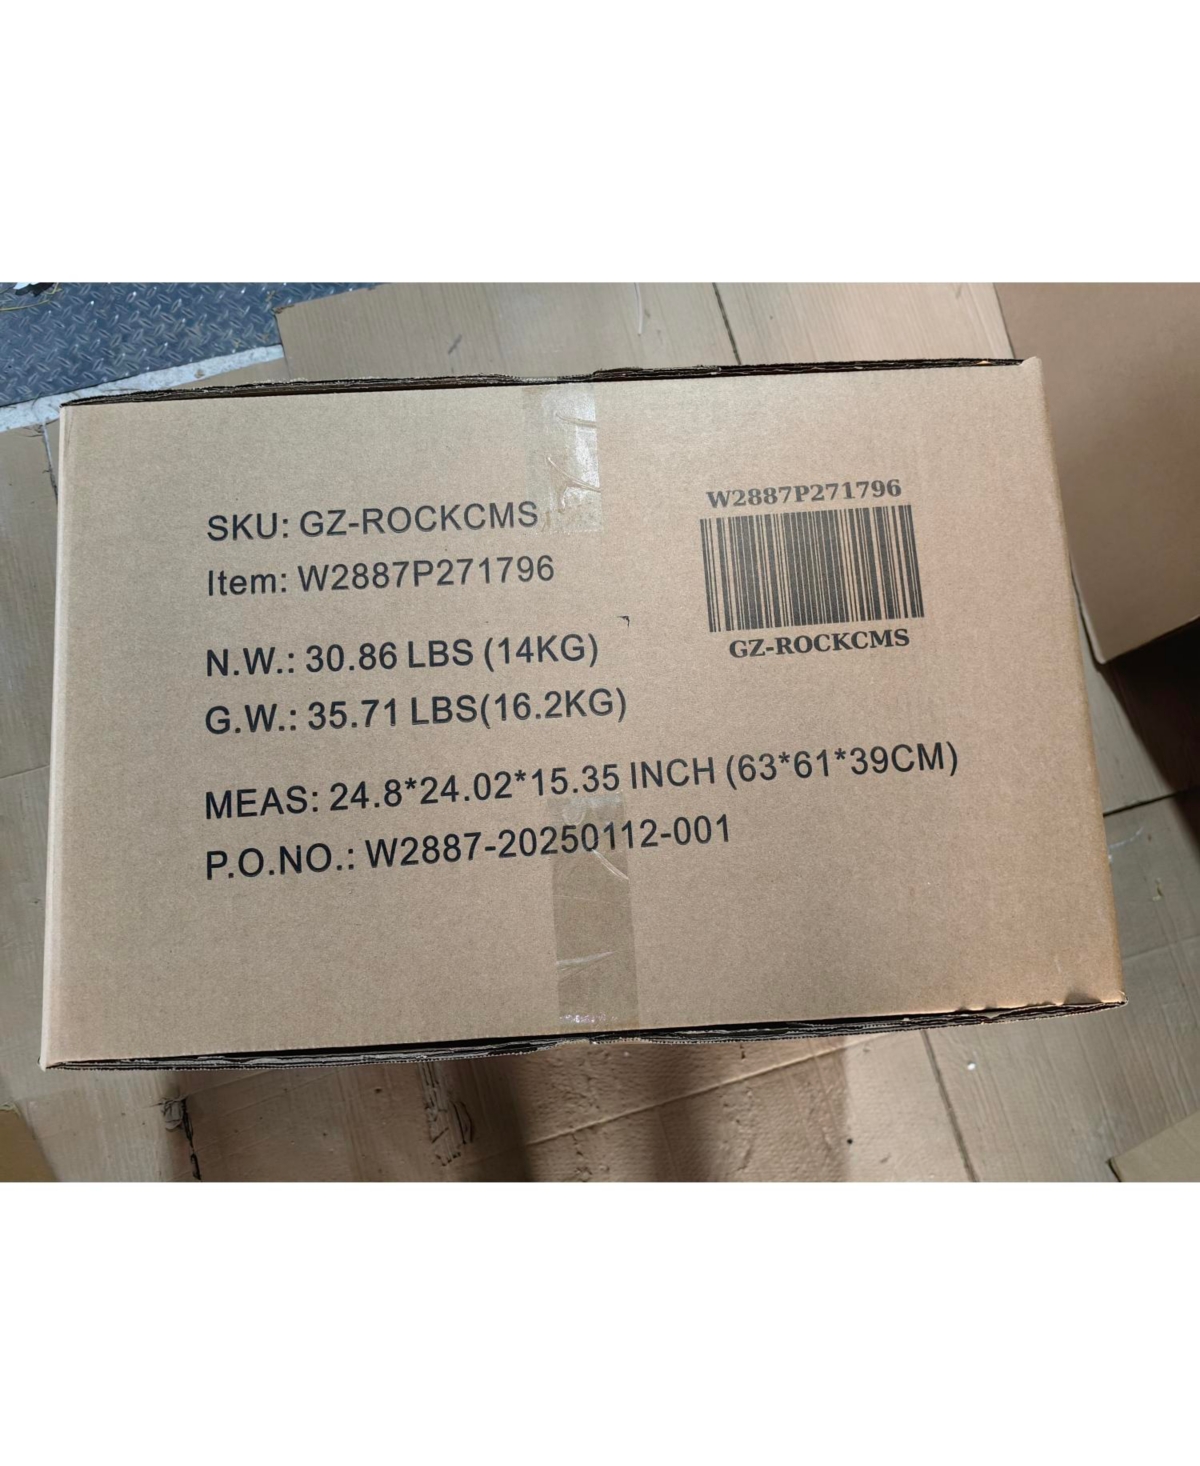 SKU: GZ-ROCKCMS
Item: W2887P271796
N.W.: 30.86 LBS (14KG)
G.W.: 35.71 LBS(16.2KG)
MEAS: 24.8*24.02*15.35 INCH (63*61*39CM)
P.O.NO.: W2887-20250112-001
W2887P271796
GZ-ROCKCMS